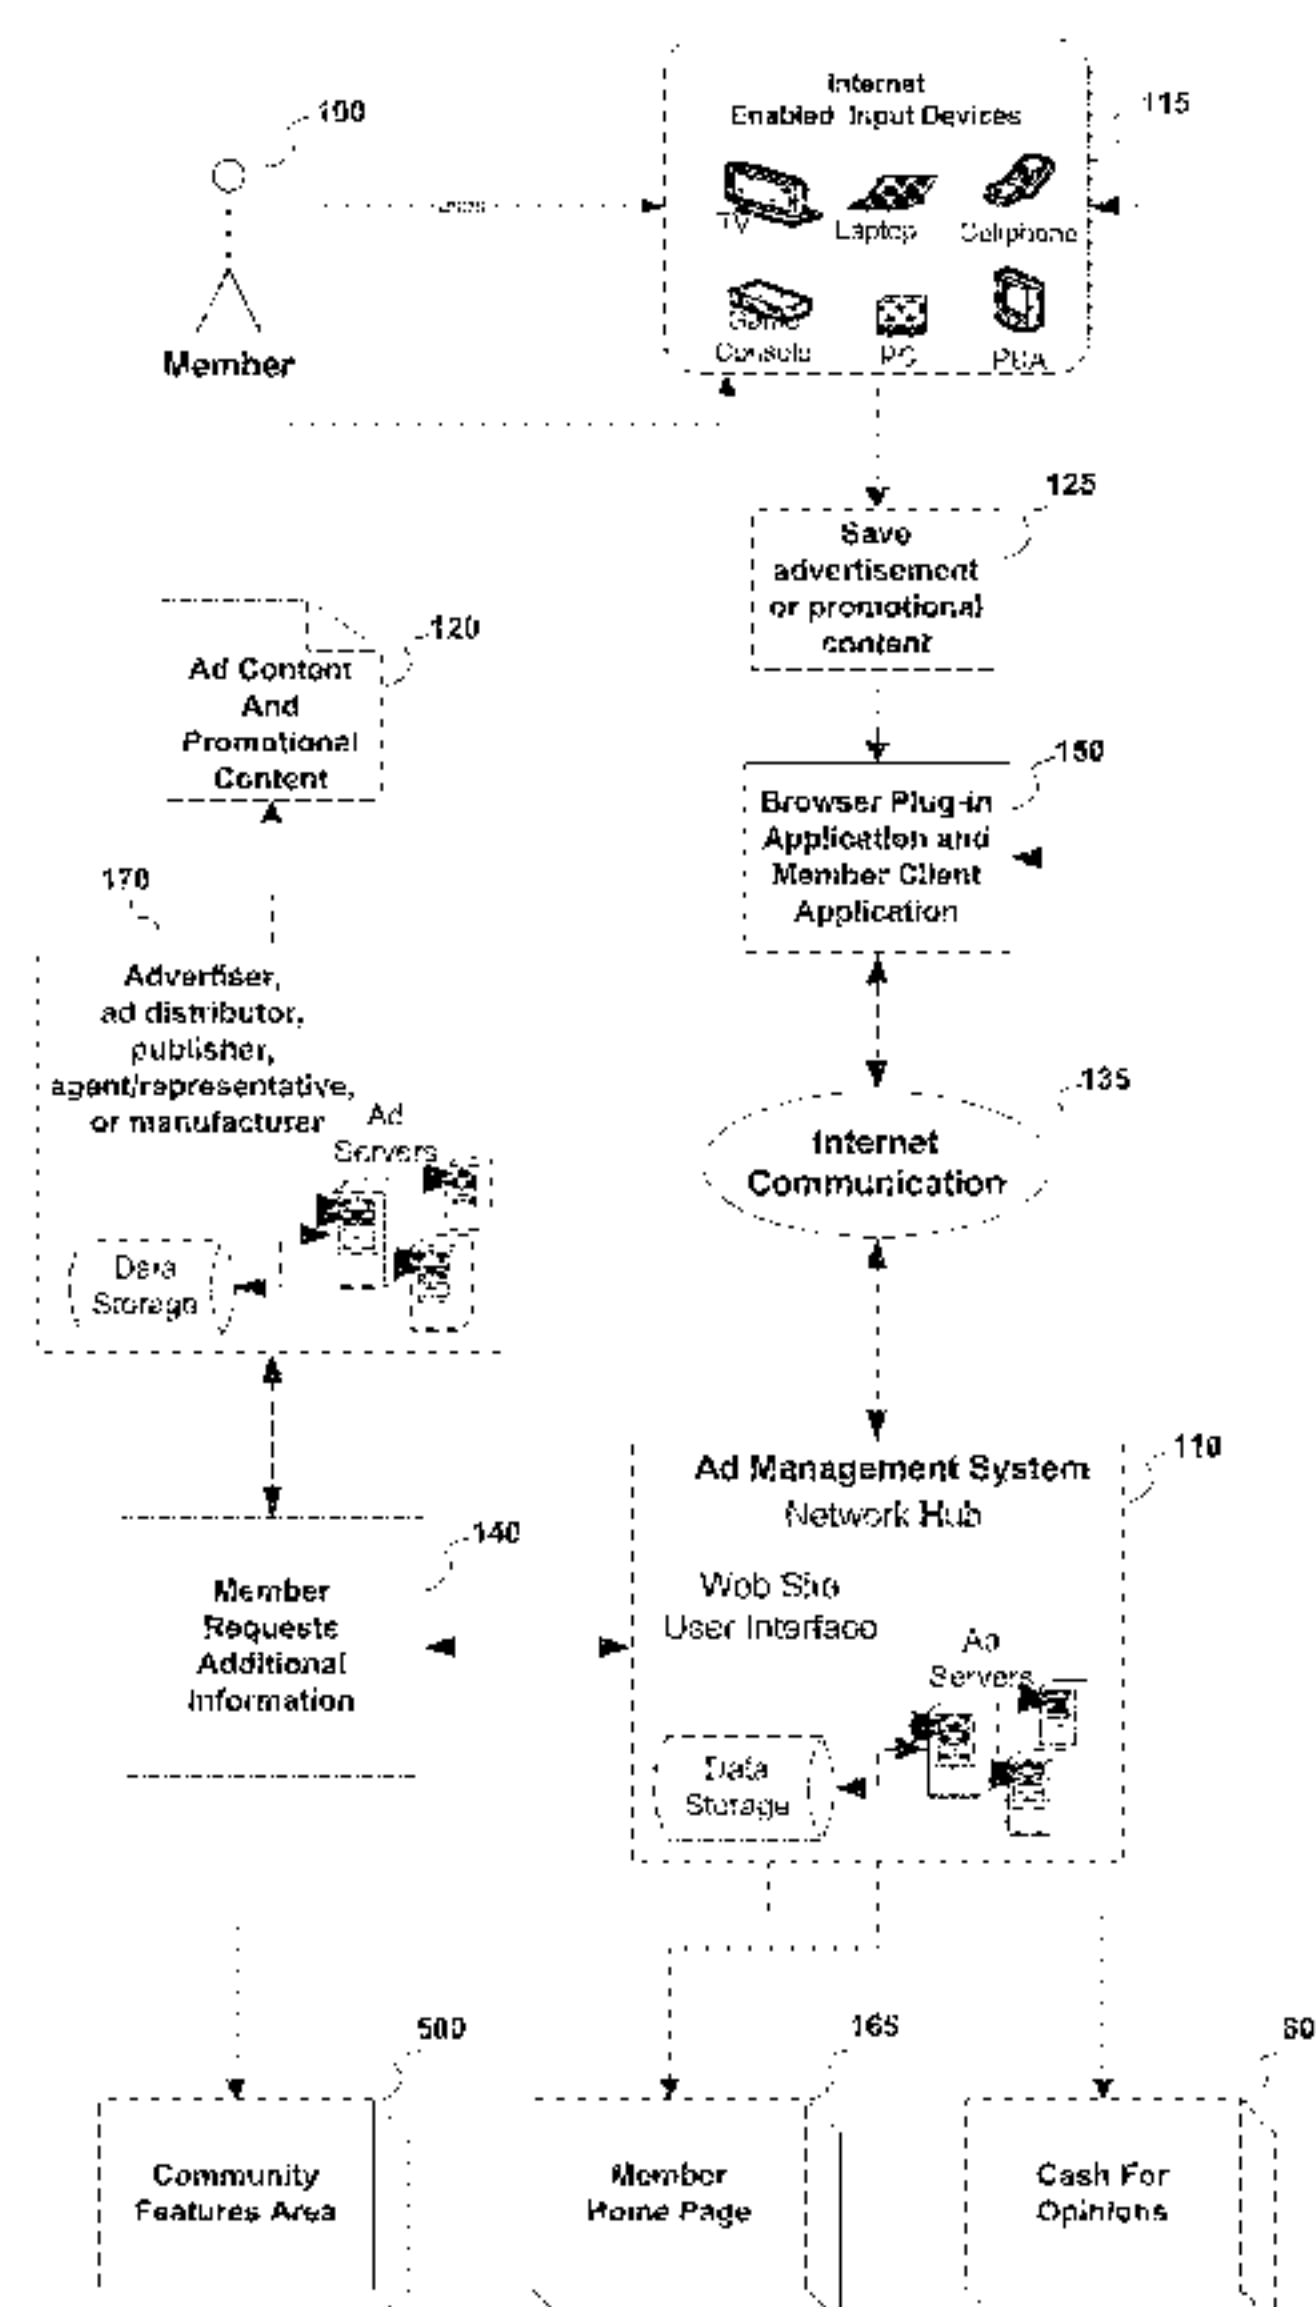 100
Member
Internet
Enabled Input Devices
115
TV
Laptop
Cellphone
Game
Console
PC
PDA
125
Save
advertisement
or promotional
content
120
Ad Content
And
Promotional
Content
150
Browser Plug-in
Application and
Member Client
Application
170
Advertiser,
ad distributor,
publisher,
agent/representative,
or manufacturer
Ad
Servers
Data
Storage
135
Internet
Communication
110
Ad Management System
Network Hub
Web Site
User Interface
Ad
Servers
Data
Storage
140
Member
Requests
Additional
Information
500
Community
Features Area
165
Member
Home Page
Cash For
Opinions